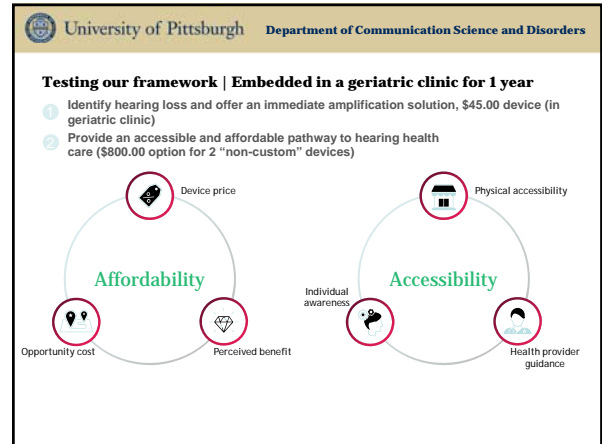 University of Pittsburgh
Department of Communication Science and Disorders
Testing our framework | Embedded in a geriatric clinic for 1 year
1 Identify hearing loss and offer an immediate amplification solution, $45.00 device (in
geriatric clinic)
2 Provide an accessible and affordable pathway to hearing health
care ($800.00 option for 2 “non-custom” devices)
Device price
Affordability
Opportunity cost
Perceived benefit
Physical accessibility
Individual
awareness
Accessibility
Health provider
guidance